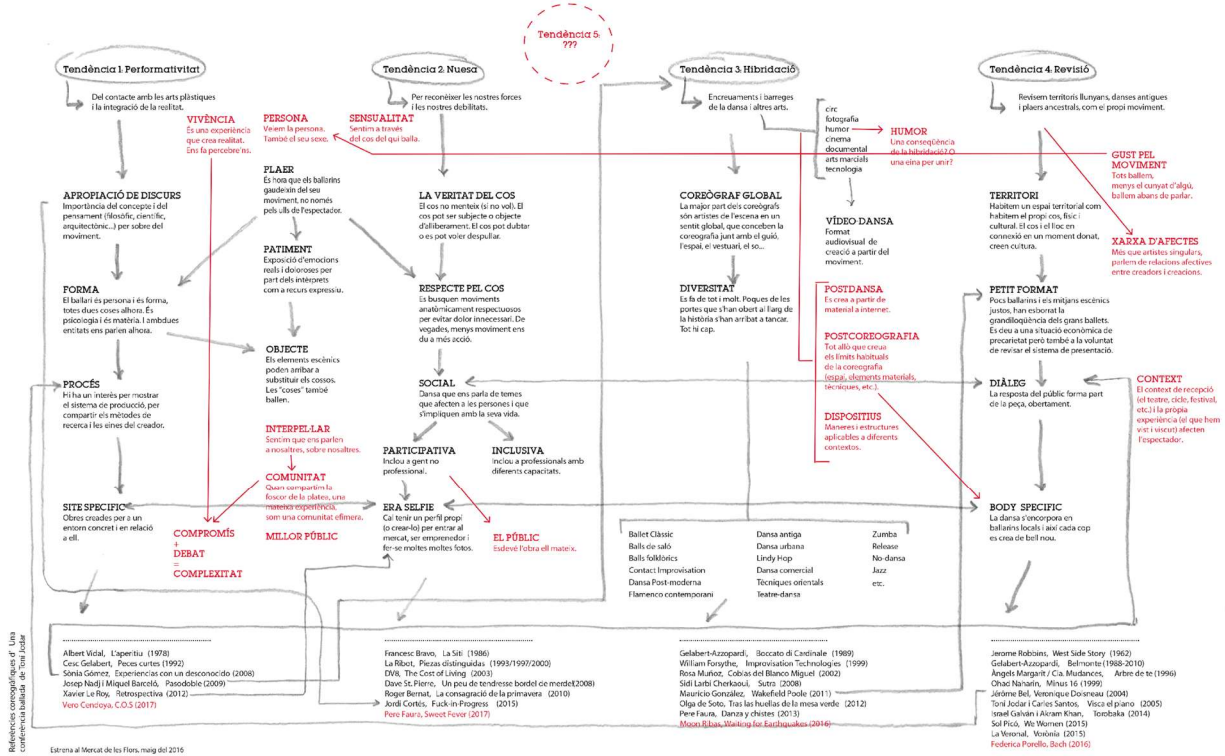 Tendència 5:
???
Tendència 1: Performativitat
Del contacte amb les arts plàstiques
i la integració de la realitat.
VIVÈNCIA
És una experiència
que crea realitat.
Ens fa percebre'ns.
APROPIACIÓ DE DISCURS
Importància del concepte i del
pensament (filosòfic, científic,
arquitectònic...) per sobre del
moviment.
FORMA
El ballarí és persona i és forma,
totes dues coses alhora. És
psicologia i és matèria. I ambdues
entitats ens parlen alhora.
PROCÉS
Hi ha un interès per mostrar
el sistema de producció, per
compartir els mètodes de
recerca i les eines del creador.
SITE SPECIFIC
Obres creades per a un
entorn concret i en relació
a ell.
COMPROMÍS
+
DEBAT
=
COMPLEXITAT
PERSONA
Veiem la persona.
També el seu sexe.
PLAER
És hora que els ballarins
gaudeixin del seu
moviment, no només
pels ulls de l'espectador.
PATIMENT
Exposició d'emocions
reals i doloroses per
part dels intèrprets
com a recurs expressiu.
OBJECTE
Els elements escènics
poden arribar a
substituir els cossos.
Les "coses" també
ballen.
INTERPEL·LAR
Sentim que ens parlen
a nosaltres, sobre nosaltres.
COMUNITAT
Quan compartim la
foscor de la platea, una
mateixa experiència,
som una comunitat efímera.
MILLOR PÚBLIC
Tendència 2: Nuesa
Per reconèixer les nostres forces
i les nostres debilitats.
SENSUALITAT
Sentim a través
del cos del qui balla.
LA VERITAT DEL COS
El cos no menteix (si no vol). El
cos pot ser subjecte o objecte
d'alliberament. El cos pot dubtar
o es pot voler despullar.
RESPECTE PEL COS
Es busquen moviments
anatòmicament respectuosos
per evitar dolor innecessari. De
vegades, menys moviment ens
du a més acció.
SOCIAL
Dansa que ens parla de temes
que afecten a les persones i que
s'impliquen amb la seva vida.
PARTICIPATIVA
Inclou a gent no
professional.
INCLUSIVA
Inclou a professionals amb
diferents capacitats.
ERA SELFIE
Cal tenir un perfil propi
(o crear-lo) per entrar al
mercat, ser emprenedor i
fer-se moltes moltes fotos.
EL PÚBLIC
Esdevé l'obra ell mateix.
Tendència 3: Hibridació
Encreuaments i barreges
de la dansa i altres arts.
circ
fotografia
humor
cinema
documental
arts marcials
tecnologia
HUMOR
Una conseqüència
de la hibridació? O
una eina per unir?
COREÒGRAF GLOBAL
La major part dels coreògrafs
són artistes de l'escena en un
sentit global, que conceben la
coreografia junt amb el guió,
l'espai, el vestuari, el so...
VÍDEO-DANSA
Format
audiovisual de
creació a partir del
moviment.
DIVERSITAT
Es fa de tot i molt. Poques de les
portes que s'han obert al llarg de
la història s'han arribat a tancar.
Tot hi cap.
POSTDANSA
Es crea a partir de
material a internet.
POSTCOREOGRAFIA
Tot allò que creua
els límits habituals
de la coreografia
(espai, elements materials,
tècniques, etc.).
DISPOSITIUS
Maneres i estructures
aplicables a diferents
contextos.
Ballet Clàssic
Balls de saló
Balls folklòrics
Contact Improvisation
Dansa Post-moderna
Flamenco contemporani
Dansa antiga
Dansa urbana
Lindy Hop
Dansa comercial
Tècniques orientals
Teatre-dansa
Zumba
Release
No-dansa
Jazz
etc.
Tendència 4: Revisió
Revisem territoris llunyans, danses antigues
i plaers ancestrals, com el propi moviment.
GUST PEL
MOVIMENT
Tots ballem,
menys el cunyat d'algú,
ballem abans de parlar.
TERRITORI
Habitem un espai territorial com
habitem el propi cos, físic i
cultural. El cos i el lloc en
connexió en un moment donat,
creen cultura.
XARXA D'AFECTES
Més que artistes singulars,
parlem de relacions afectives
entre creadors i creacions.
PETIT FORMAT
Pocs ballarins i els mitjans escènics
justos, han esborrat la
grandiloqüència dels grans ballets.
Es deu a una situació econòmica de
precarietat però també a la voluntat
de revisar el sistema de presentació.
DIÀLEG
La resposta del públic forma part
de la peça, obertament.
CONTEXT
El context de recepció
(el teatre, cicle, festival,
etc.) i la pròpia
experiència (el que hem
vist i viscut) afecten
l'espectador.
BODY SPECIFIC
La dansa s'encorpora en
ballarins locals i així cada cop
es crea de bell nou.
Albert Vidal, L'aperitiu (1978)
Cesc Gelabert, Peces curtes (1992)
Sònia Gómez, Experiencias con un desconocido (2008)
Josep Nadj i Miquel Barceló, Pasodoble (2009)
Xavier Le Roy, Retrospectiva (2012)
Vero Cendoya, C.O.S (2017)
Francesc Bravo, La Siti (1986)
La Ribot, Piezas distinguidas (1993/1997/2000)
DV8, The Cost of Living (2003)
Dave St. Pierre, Un peu de tendresse bordel de merde!(2008)
Roger Bernat, La consagració de la primavera (2010)
Jordi Cortés, Fuck-in-Progress (2015)
Pere Faura, Sweet Fever (2017)
Gelabert-Azzopardi, Boccato di Cardinale (1989)
William Forsythe, Improvisation Technologies (1999)
Rosa Muñoz, Cobias del Blanco Miguel (2002)
Sidi Larbi Cherkaoui, Sutra (2008)
Mauricio González, Wakefield Poole (2011)
Olga de Soto, Tras las huellas de la mesa verde (2012)
Pere Faura, Danza y chistes (2013)
Moon Ribas, Waiting for Earthquakes (2016)
Jerome Robbins, West Side Story (1962)
Gelabert-Azzopardi, Belmonte (1988-2010)
Àngels Margarit / Cia. Mudances, Arbre de te (1996)
Ohad Naharin, Minus 16 (1999)
Jérôme Bel, Veronique Doisneau (2004)
Toni Jodar i Carles Santos, Visca el piano (2005)
Israel Galván i Akram Khan, Torobaka (2014)
Sol Picó, We Women (2015)
La Veronal, Vorònia (2015)
Federica Porello, Bach (2016)
Referències coreogràfiques d' Una
conferència ballada de Toni Jodar
Estrena al Mercat de les Flors, maig del 2016